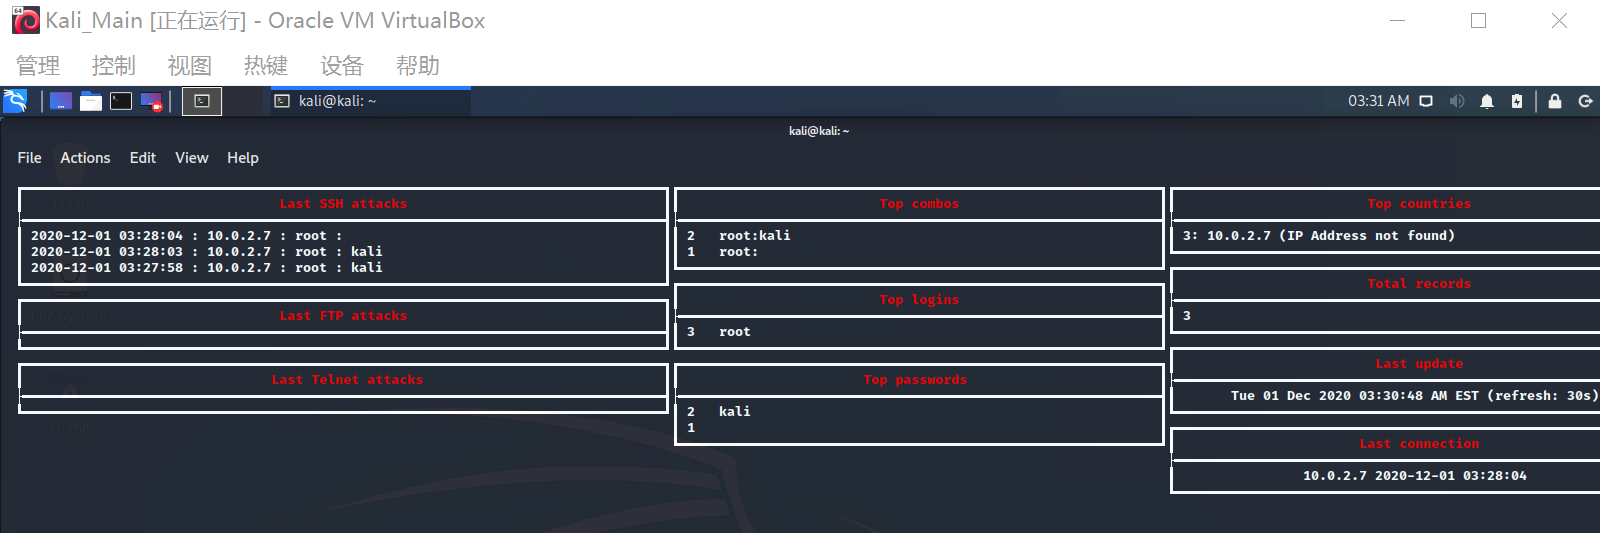 Kali_Main [正在运行] - Oracle VM VirtualBox
管理 控制 视图 热键 设备 帮助
kali@kali: ~ 03:31 AM
kali@kali: ~
File Actions Edit View Help
Last SSH attacks
2020-12-01 03:28:04 : 10.0.2.7 : root :
2020-12-01 03:28:03 : 10.0.2.7 : root : kali
2020-12-01 03:27:58 : 10.0.2.7 : root : kali
Last FTP attacks
Last Telnet attacks
Top combos
2 root:kali
1 root:
Top logins
3 root
Top passwords
2 kali
1
Top countries
3: 10.0.2.7 (IP Address not found)
Total records
3
Last update
Tue 01 Dec 2020 03:30:48 AM EST (refresh: 30s)
Last connection
10.0.2.7 2020-12-01 03:28:04
Trash
File System
Home
64